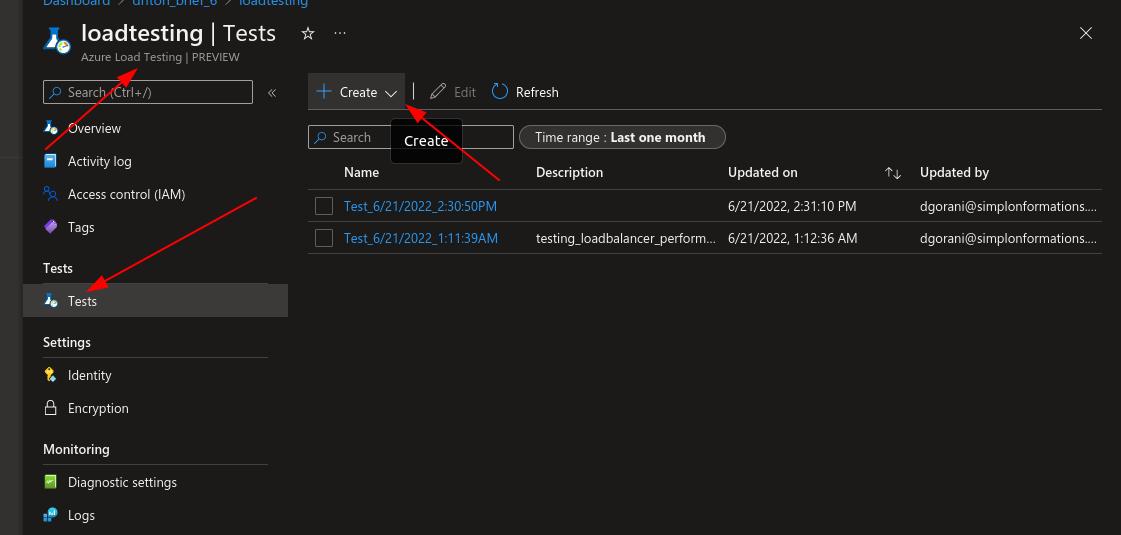 Dashboard > unton_brief_6 > loadtesting
loadtesting | Tests ☆ ...
Azure Load Testing | PREVIEW
Search (Ctrl+/) «
Overview
Activity log
Access control (IAM)
Tags
Tests
Tests
Settings
Identity
Encryption
Monitoring
Diagnostic settings
Logs
+ Create Edit Refresh
Search
Create
Time range : Last one month
Name Description Updated on Updated by
Test_6/21/2022_2:30:50PM 6/21/2022, 2:31:10 PM dgorani@simplonformations....
Test_6/21/2022_1:11:39AM testing_loadbalancer_perform... 6/21/2022, 1:12:36 AM dgorani@simplonformations....